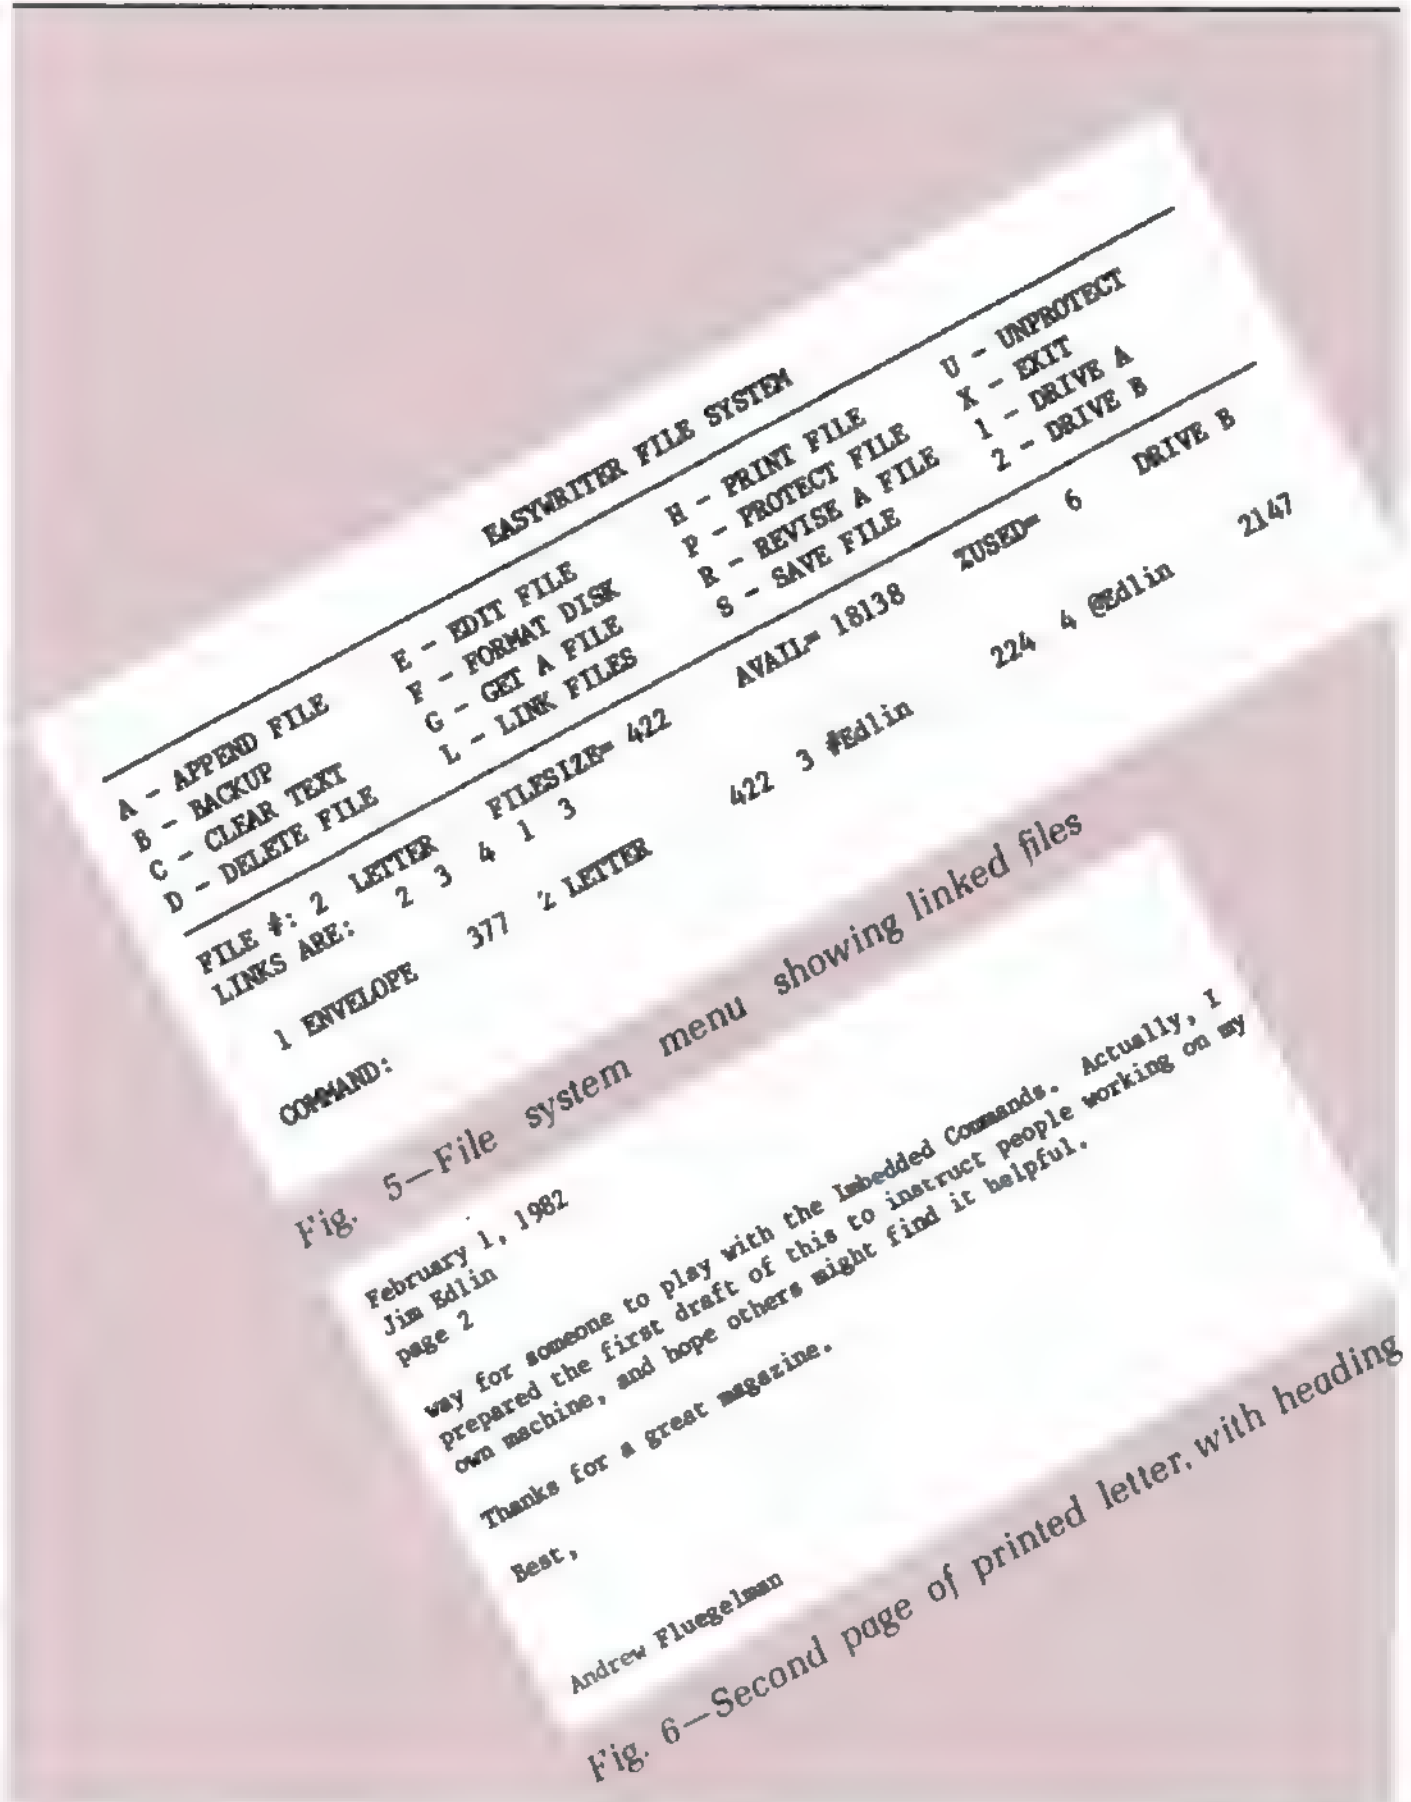 EASYWRITER FILE SYSTEM
A - APPEND FILE E - EDIT FILE H - PRINT FILE U - UNPROTECT
B - BACKUP F - FORMAT DISK P - PROTECT FILE X - EXIT
C - CLEAR TEXT G - GET A FILE R - REVISE A FILE 1 - DRIVE A
D - DELETE FILE L - LINK FILES S - SAVE FILE 2 - DRIVE B
FILE #: 2 LETTER FILESIZE= 422 AVAIL= 18138 %USED= 6 DRIVE B
LINKS ARE: 2 3 4 1 3
1 ENVELOPE 377 2 LETTER 422 3 #Edlin 224 4 @Edlin 2147
COMMAND:
Fig. 5—File system menu showing linked files
February 1, 1982
Jim Edlin
page 2
way for someone to play with the Imbedded Commands. Actually, I
prepared the first draft of this to instruct people working on my
own machine, and hope others might find it helpful.
Thanks for a great magazine.
Best,
Andrew Fluegelman
Fig. 6—Second page of printed letter, with heading